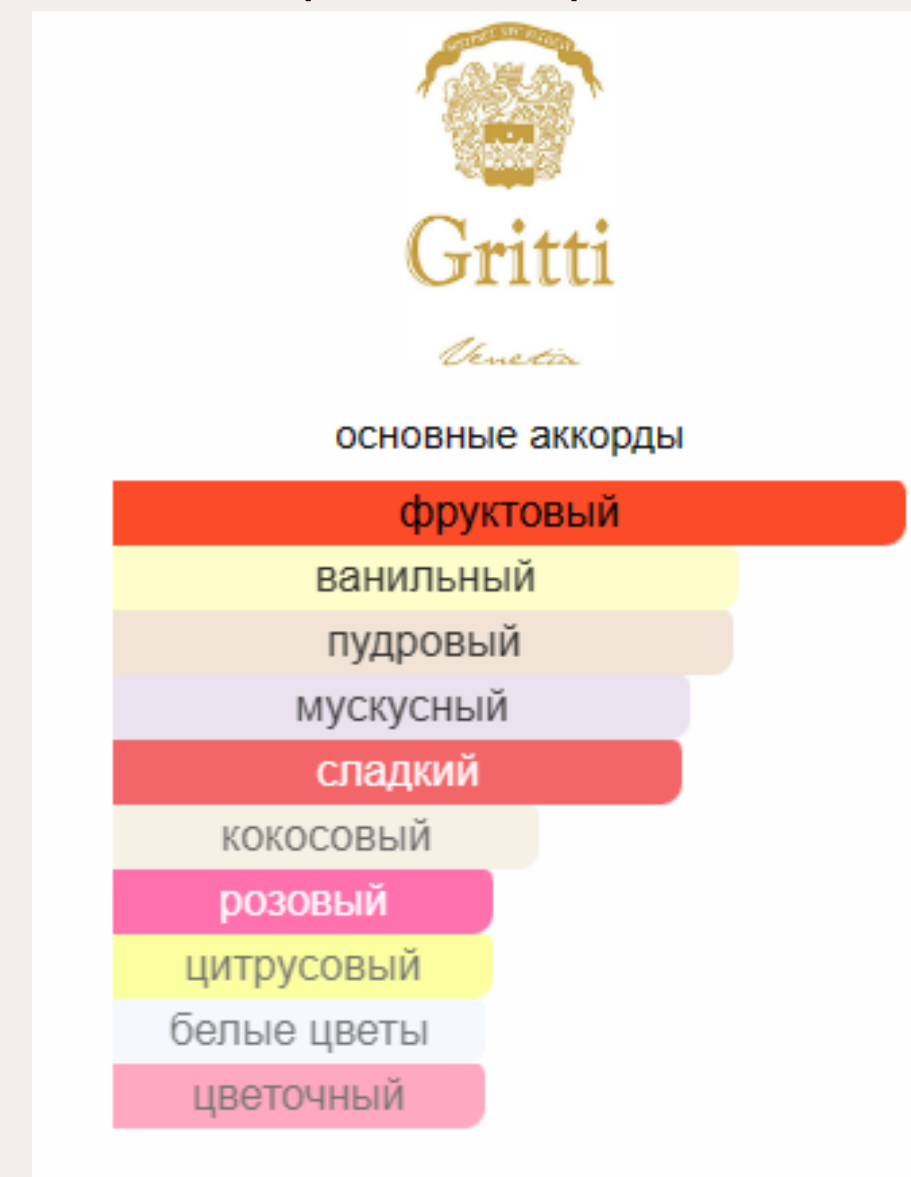 Gritti
Venetia
основные аккорды
фруктовый
ванильный
пудровый
мускусный
сладкий
кокосовый
розовый
цитрусовый
белые цветы
цветочный